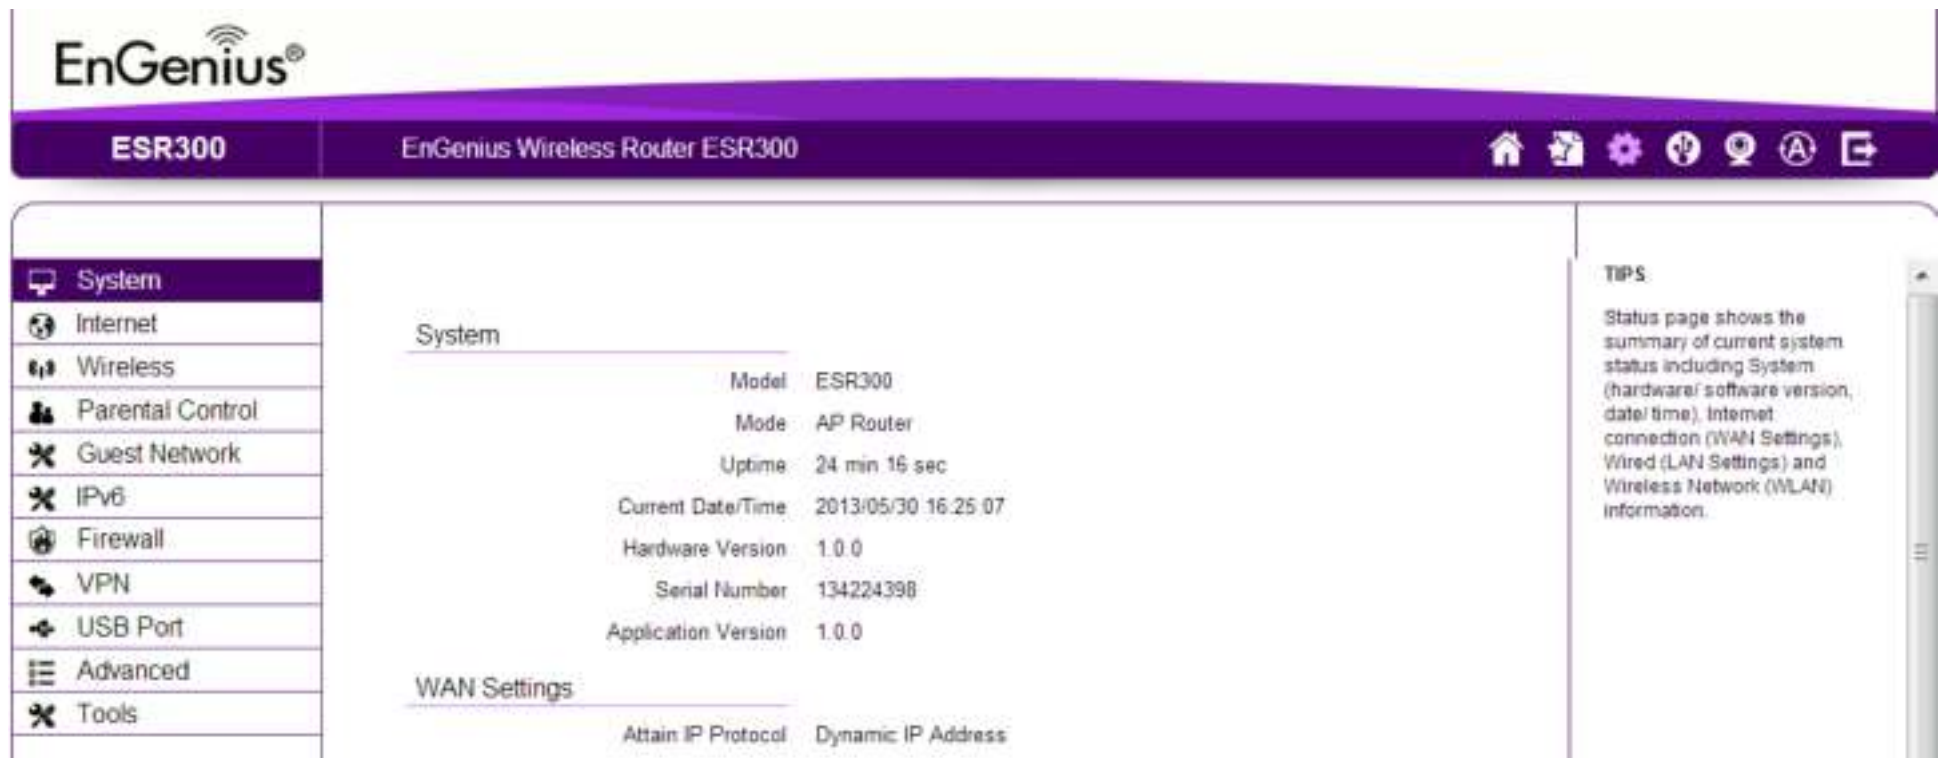 EnGenius®
ESR300
EnGenius Wireless Router ESR300
System
Internet
Wireless
Parental Control
Guest Network
IPv6
Firewall
VPN
USB Port
Advanced
Tools
System
Model ESR300
Mode AP Router
Uptime 24 min 16 sec
Current Date/Time 2013/05/30 16:25:07
Hardware Version 1.0.0
Serial Number 134224398
Application Version 1.0.0
WAN Settings
Attain IP Protocol Dynamic IP Address
TIPS
Status page shows the
summary of current system
status including System
(hardware/ software version,
date/ time), Internet
connection (WAN Settings),
Wired (LAN Settings) and
Wireless Network (WLAN)
information.